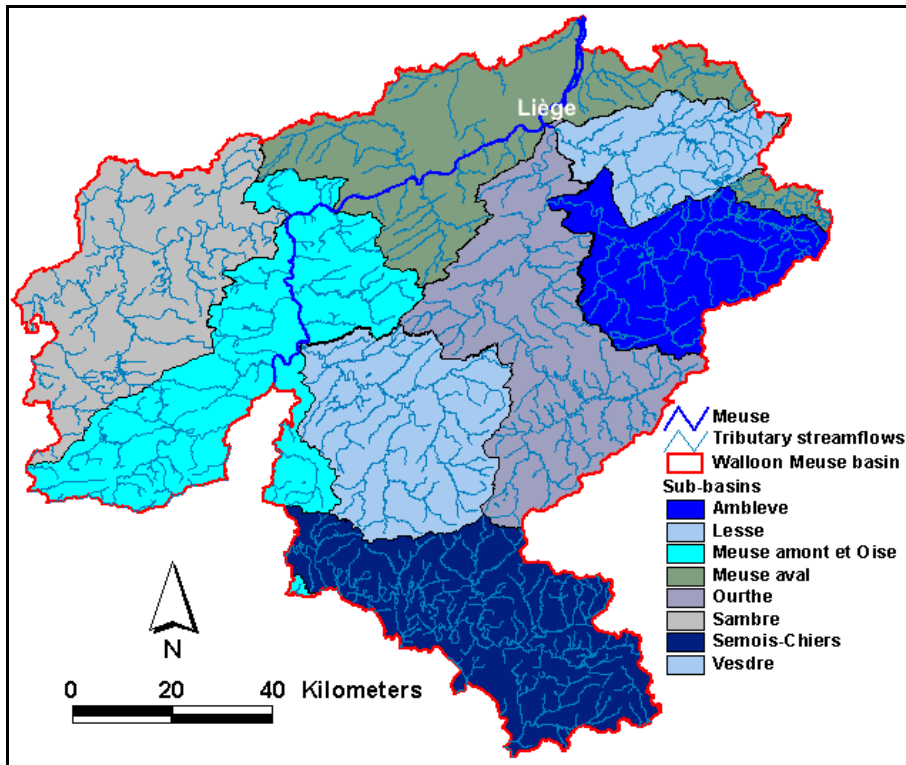 Liège
Meuse
Tributary streamflows
Walloon Meuse basin
Sub-basins
Ambleve
Lesse
Meuse amont et Oise
Meuse aval
Ourthe
Sambre
Semois-Chiers
Vesdre
N
0 20 40 Kilometers